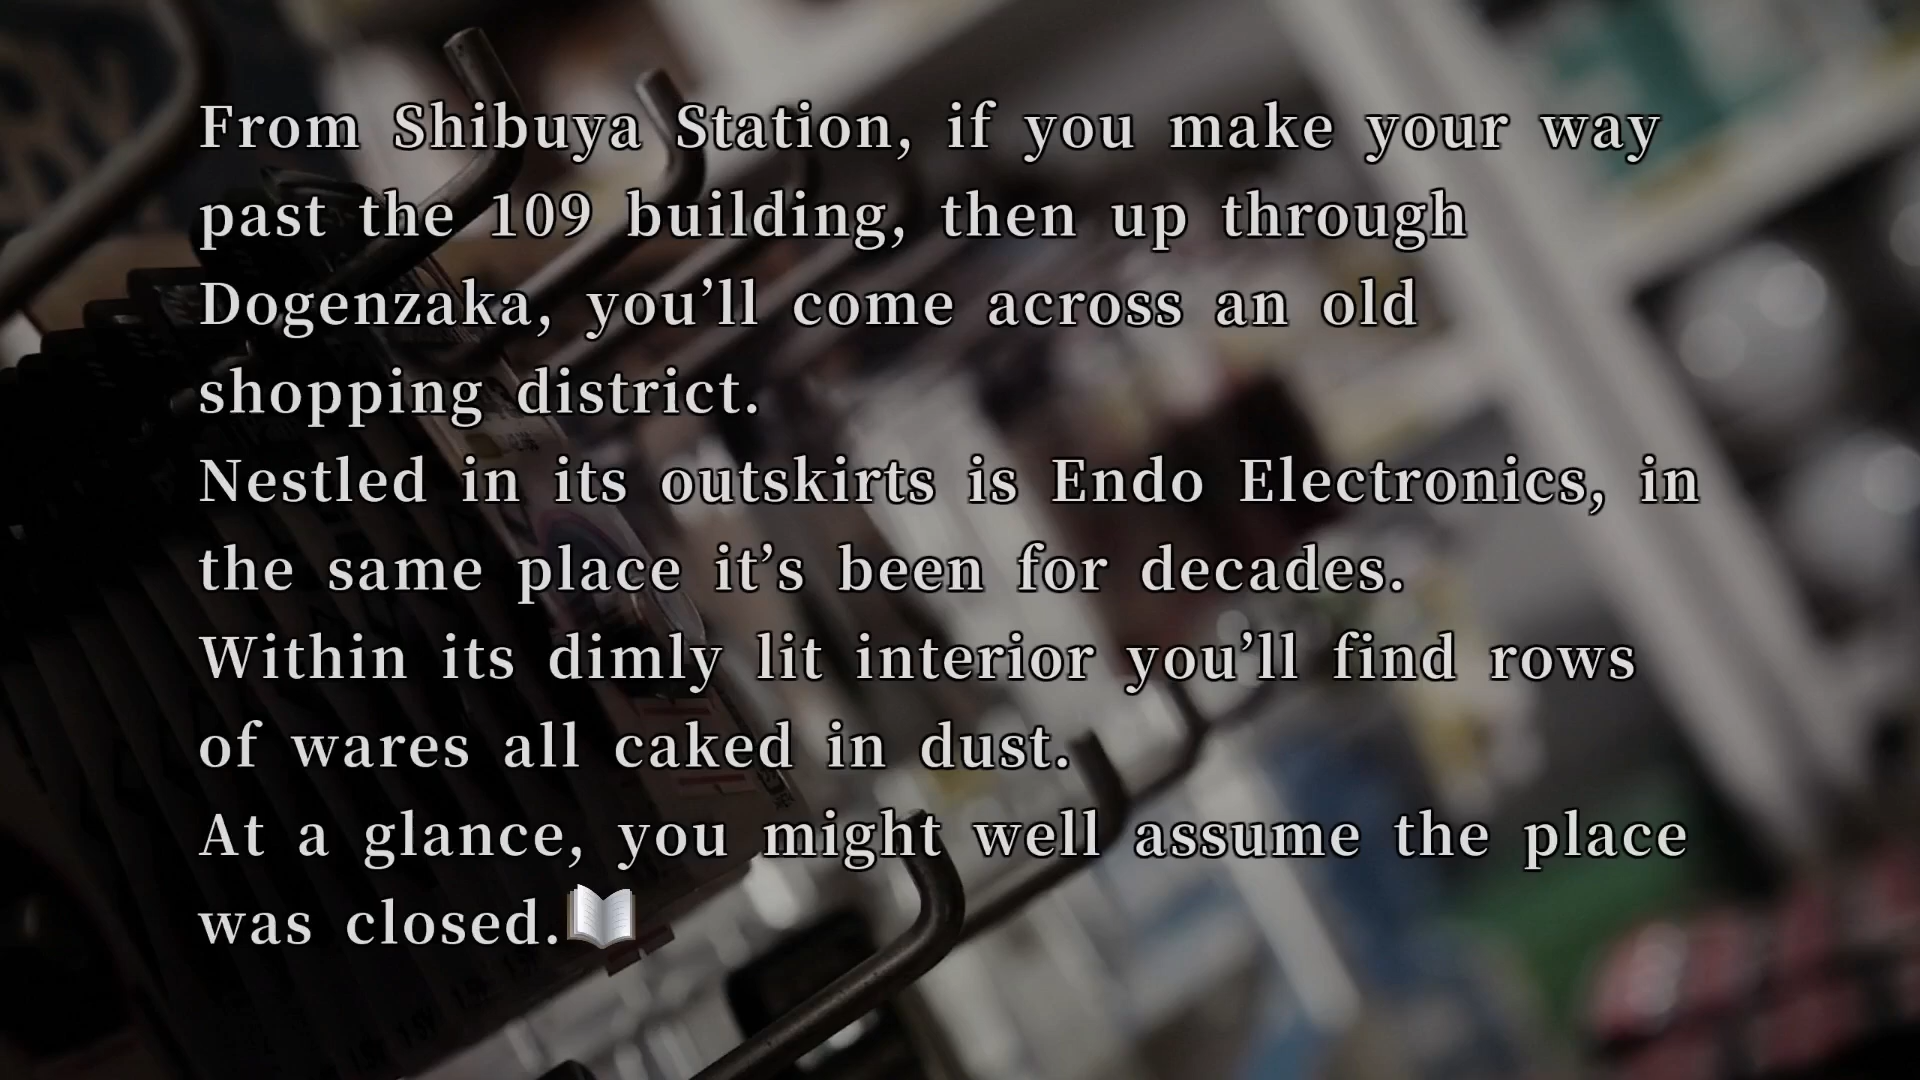 From Shibuya Station, if you make your way
past the 109 building, then up through
Dogenzaka, you’ll come across an old
shopping district.
Nestled in its outskirts is Endo Electronics, in
the same place it’s been for decades.
Within its dimly lit interior you’ll find rows
of wares all caked in dust.
At a glance, you might well assume the place
was closed.